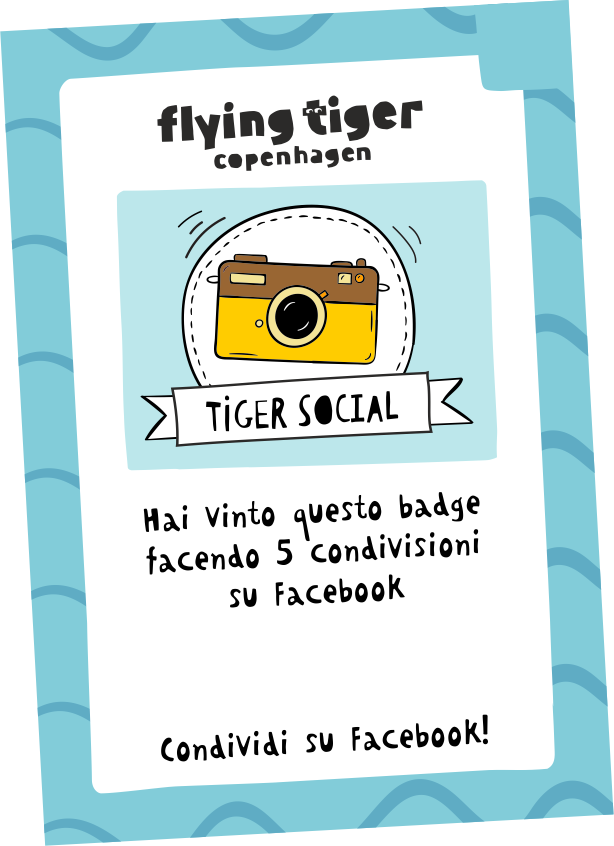 flying tiger
copenhagen
TiGER SOCIAL
Hai vinto questo badge
facendo 5 condivisioni
su Facebook
Condividi su Facebook!